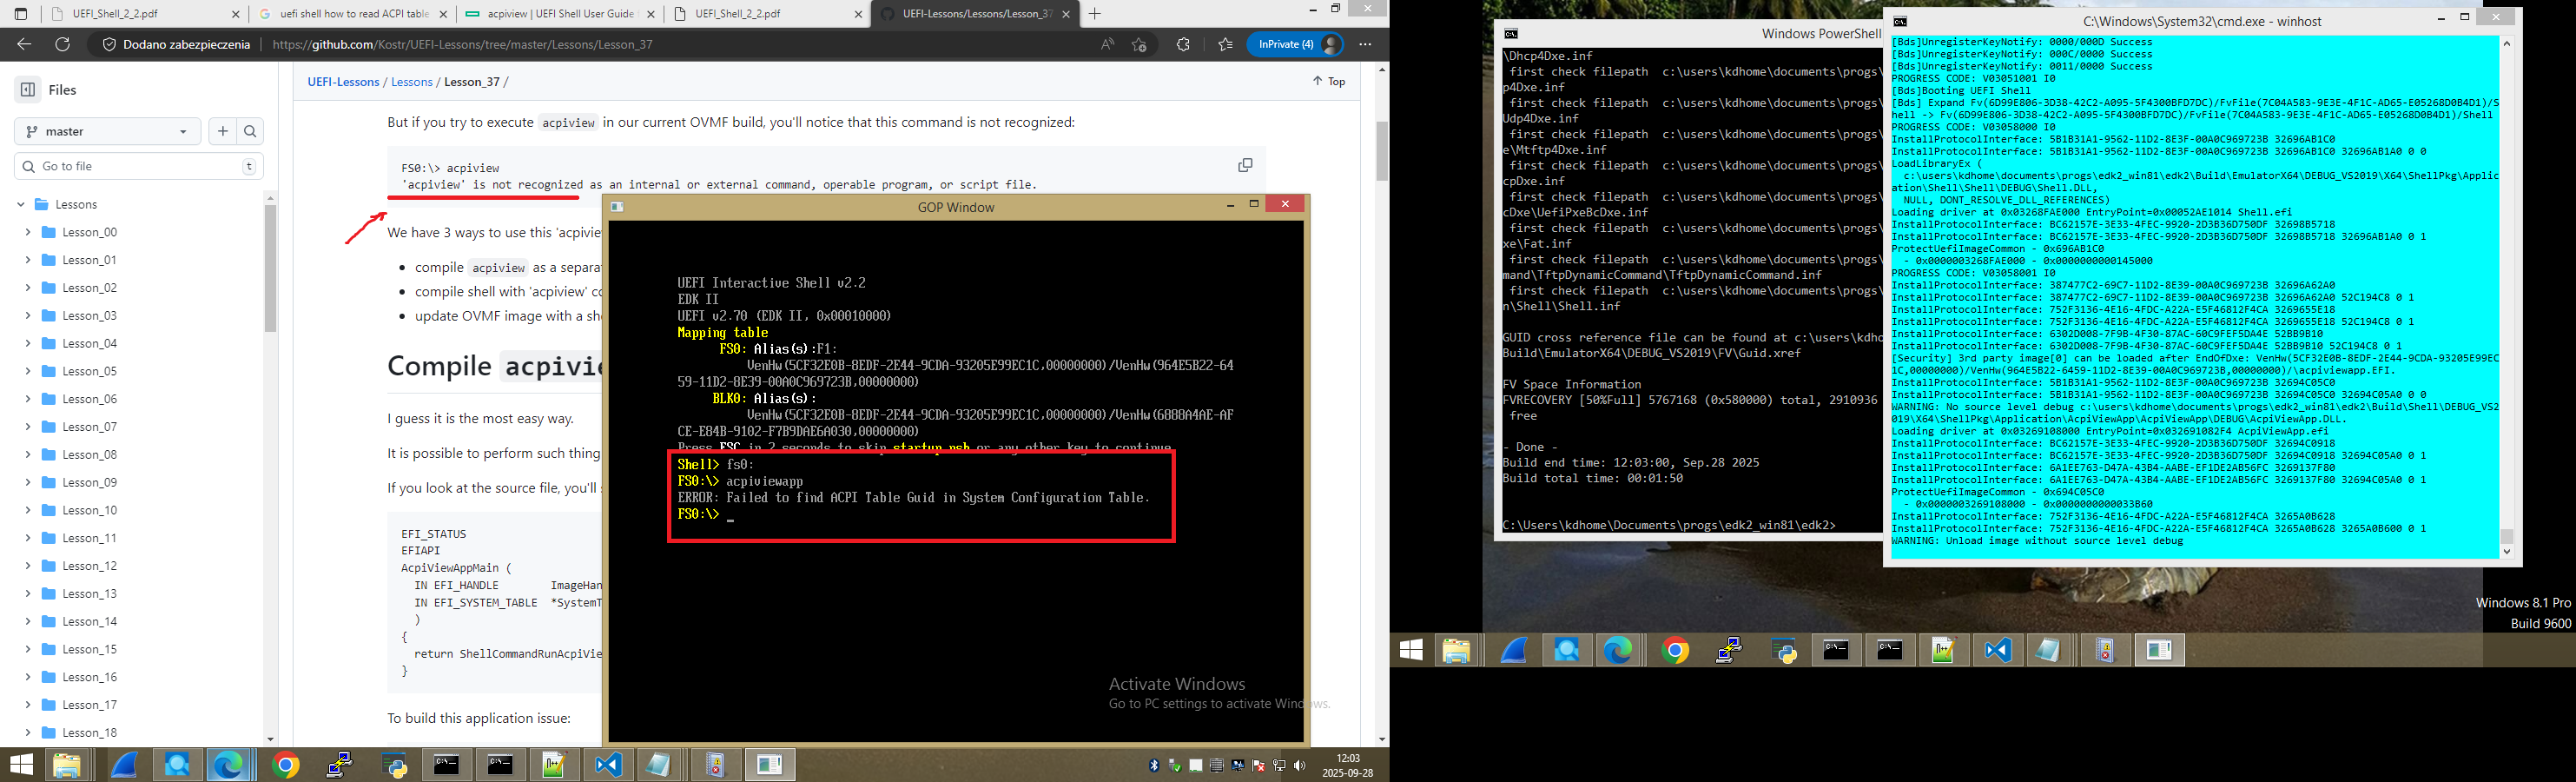 UEFI_Shell_2_2.pdf
uefi shell how to read ACPI table
acpiview | UEFI Shell User Guide
UEFI_Shell_2_2.pdf
UEFI-Lessons/Lessons/Lesson_37
Dodano zabezpieczenia
https://github.com/Kostr/UEFI-Lessons/tree/master/Lessons/Lesson_37
InPrivate (4)
Files
master
Go to file
t
Lessons
Lesson_00
Lesson_01
Lesson_02
Lesson_03
Lesson_04
Lesson_05
Lesson_06
Lesson_07
Lesson_08
Lesson_09
Lesson_10
Lesson_11
Lesson_12
Lesson_13
Lesson_14
Lesson_15
Lesson_16
Lesson_17
Lesson_18
UEFI-Lessons / Lessons / Lesson_37 /
Top
But if you try to execute acpiview in our current OVMF build, you'll notice that this command is not recognized:
FS0:\> acpiview
'acpiview' is not recognized as an internal or external command, operable program, or script file.
We have 3 ways to use this 'acpiview
compile acpiview as a separat
compile shell with 'acpiview' co
update OVMF image with a she
Compile acpivie
I guess it is the most easy way.
It is possible to perform such thing
If you look at the source file, you'll s
EFI_STATUS
EFIAPI
AcpiViewAppMain (
IN EFI_HANDLE ImageHan
IN EFI_SYSTEM_TABLE *SystemT
)
{
return ShellCommandRunAcpiVie
}
To build this application issue:
GOP Window
UEFI Interactive Shell v2.2
EDK II
UEFI v2.70 (EDK II, 0x00010000)
Mapping table
FS0: Alias(s):F1:
VenHw(5CF32E0B-8EDF-2E44-9CDA-93205E99EC1C,00000000)/VenHw(964E5B22-64
59-11D2-8E39-00A0C969723B,00000000)
BLK0: Alias(s):
VenHw(5CF32E0B-8EDF-2E44-9CDA-93205E99EC1C,00000000)/VenHw(6888A4AE-AF
CE-E84B-9102-F7B9DAE6A030,00000000)
Press ESC in 2 seconds to skip startup.nsh or any other key to continue.
Shell> fs0:
FS0:\> acpiviewapp
ERROR: Failed to find ACPI Table Guid in System Configuration Table.
FS0:\> _
Activate Windows
Go to PC settings to activate Windows.
12:03
2025-09-28
Windows PowerShell
\Dhcp4Dxe.inf
first check filepath c:\users\kdhome\documents\progs\
p4Dxe.inf
first check filepath c:\users\kdhome\documents\progs\
Udp4Dxe.inf
first check filepath c:\users\kdhome\documents\progs\
e\Mtftp4Dxe.inf
first check filepath c:\users\kdhome\documents\progs\
cpDxe.inf
first check filepath c:\users\kdhome\documents\progs\
cDxe\UefiPxeBcDxe.inf
first check filepath c:\users\kdhome\documents\progs\
xe\Fat.inf
first check filepath c:\users\kdhome\documents\progs\
mand\TftpDynamicCommand\TftpDynamicCommand.inf
first check filepath c:\users\kdhome\documents\progs\
n\Shell\Shell.inf
GUID cross reference file can be found at c:\users\kdho
Build\EmulatorX64\DEBUG_VS2019\FV\Guid.xref
FV Space Information
FVRECOVERY [50%Full] 5767168 (0x580000) total, 2910936
free
- Done -
Build end time: 12:03:00, Sep.28 2025
Build total time: 00:01:50
C:\Users\kdhome\Documents\progs\edk2_win81\edk2>
C:\Windows\System32\cmd.exe - winhost
[Bds]UnregisterKeyNotify: 0000/000D Success
[Bds]UnregisterKeyNotify: 000C/0000 Success
[Bds]UnregisterKeyNotify: 0011/0000 Success
PROGRESS CODE: V03051001 I0
[Bds]Booting UEFI Shell
[Bds] Expand Fv(6D99E806-3D38-42C2-A095-5F4300BFD7DC)/FvFile(7C04A583-9E3E-4F1C-AD65-E05268D0B4D1)/S
hell -> Fv(6D99E806-3D38-42C2-A095-5F4300BFD7DC)/FvFile(7C04A583-9E3E-4F1C-AD65-E05268D0B4D1)/Shell
PROGRESS CODE: V03058000 I0
InstallProtocolInterface: 5B1B31A1-9562-11D2-8E3F-00A0C969723B 32696AB1C0
InstallProtocolInterface: 5B1B31A1-9562-11D2-8E3F-00A0C969723B 32696AB1C0 32696AB1A0 0 0
LoadLibraryEx (
c:\users\kdhome\documents\progs\edk2_win81\edk2\Build\EmulatorX64\DEBUG_VS2019\X64\ShellPkg\Applic
ation\Shell\Shell\DEBUG\Shell.DLL,
NULL, DONT_RESOLVE_DLL_REFERENCES)
Loading driver at 0x03268FAE000 EntryPoint=0x00052AE1014 Shell.efi
InstallProtocolInterface: BC62157E-3E33-4FEC-9920-2D3B36D750DF 32698B5718
InstallProtocolInterface: BC62157E-3E33-4FEC-9920-2D3B36D750DF 32698B5718 32696AB1A0 0 1
ProtectUefiImageCommon - 0x696AB1C0
- 0x0000003268FAE000 - 0x0000000000145000
PROGRESS CODE: V03058001 I0
InstallProtocolInterface: 387477C2-69C7-11D2-8E39-00A0C969723B 32696A62A0
InstallProtocolInterface: 387477C2-69C7-11D2-8E39-00A0C969723B 32696A62A0 52C194C8 0 1
InstallProtocolInterface: 752F3136-4E16-4FDC-A22A-E5F46812F4CA 3269655E18
InstallProtocolInterface: 752F3136-4E16-4FDC-A22A-E5F46812F4CA 3269655E18 52C194C8 0 1
InstallProtocolInterface: 6302D008-7F9B-4F30-87AC-60C9FEF5DA4E 52BB9B10
InstallProtocolInterface: 6302D008-7F9B-4F30-87AC-60C9FEF5DA4E 52BB9B10 52C194C8 0 1
[Security] 3rd party image[0] can be loaded after EndOfDxe: VenHw(5CF32E0B-8EDF-2E44-9CDA-93205E99EC
1C,00000000)/VenHw(964E5B22-6459-11D2-8E39-00A0C969723B,00000000)/\acpiviewapp.EFI.
InstallProtocolInterface: 5B1B31A1-9562-11D2-8E3F-00A0C969723B 32694C05C0
InstallProtocolInterface: 5B1B31A1-9562-11D2-8E3F-00A0C969723B 32694C05C0 32694C05A0 0 0
WARNING: No source level debug c:\users\kdhome\documents\progs\edk2_win81\edk2\Build\Shell\DEBUG_VS2
019\X64\ShellPkg\Application\AcpiViewApp\AcpiViewApp\DEBUG\AcpiViewApp.DLL.
Loading driver at 0x03269108000 EntryPoint=0x032691082F4 AcpiViewApp.efi
InstallProtocolInterface: BC62157E-3E33-4FEC-9920-2D3B36D750DF 32694C0918
InstallProtocolInterface: BC62157E-3E33-4FEC-9920-2D3B36D750DF 32694C0918 32694C05A0 0 1
InstallProtocolInterface: 6A1EE763-D47A-43B4-AABE-EF1DE2AB56FC 3269137F80
InstallProtocolInterface: 6A1EE763-D47A-43B4-AABE-EF1DE2AB56FC 3269137F80 32694C05A0 0 1
ProtectUefiImageCommon - 0x694C05C0
- 0x0000003269108000 - 0x0000000000033B60
InstallProtocolInterface: 752F3136-4E16-4FDC-A22A-E5F46812F4CA 3265A0B628
InstallProtocolInterface: 752F3136-4E16-4FDC-A22A-E5F46812F4CA 3265A0B628 3265A0B600 0 1
WARNING: Unload image without source level debug
Windows 8.1 Pro
Build 9600